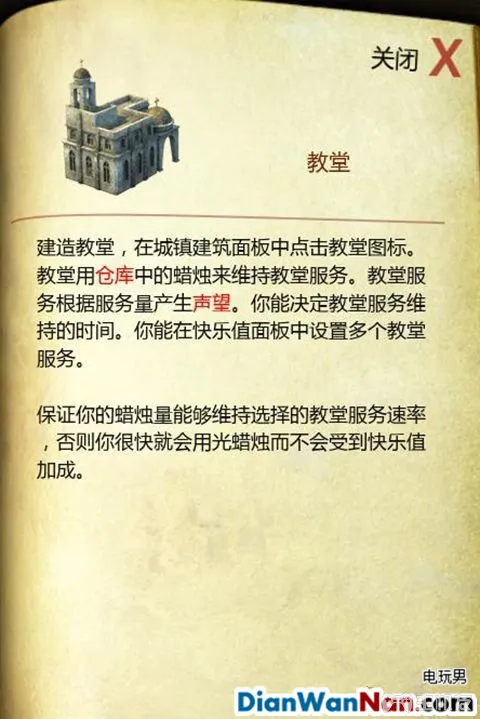 关闭 X
教堂
建造教堂，在城镇建筑面板中点击教堂图标。
教堂用仓库中的蜡烛来维持教堂服务。教堂服
务根据服务量产生声望。你能决定教堂服务维
持的时间。你能在快乐值面板中设置多个教堂
服务。
保证你的蜡烛量能够维持选择的教堂服务速率
，否则你很快就会用光蜡烛而不会受到快乐值
加成。
电玩男
DianWanNan.com